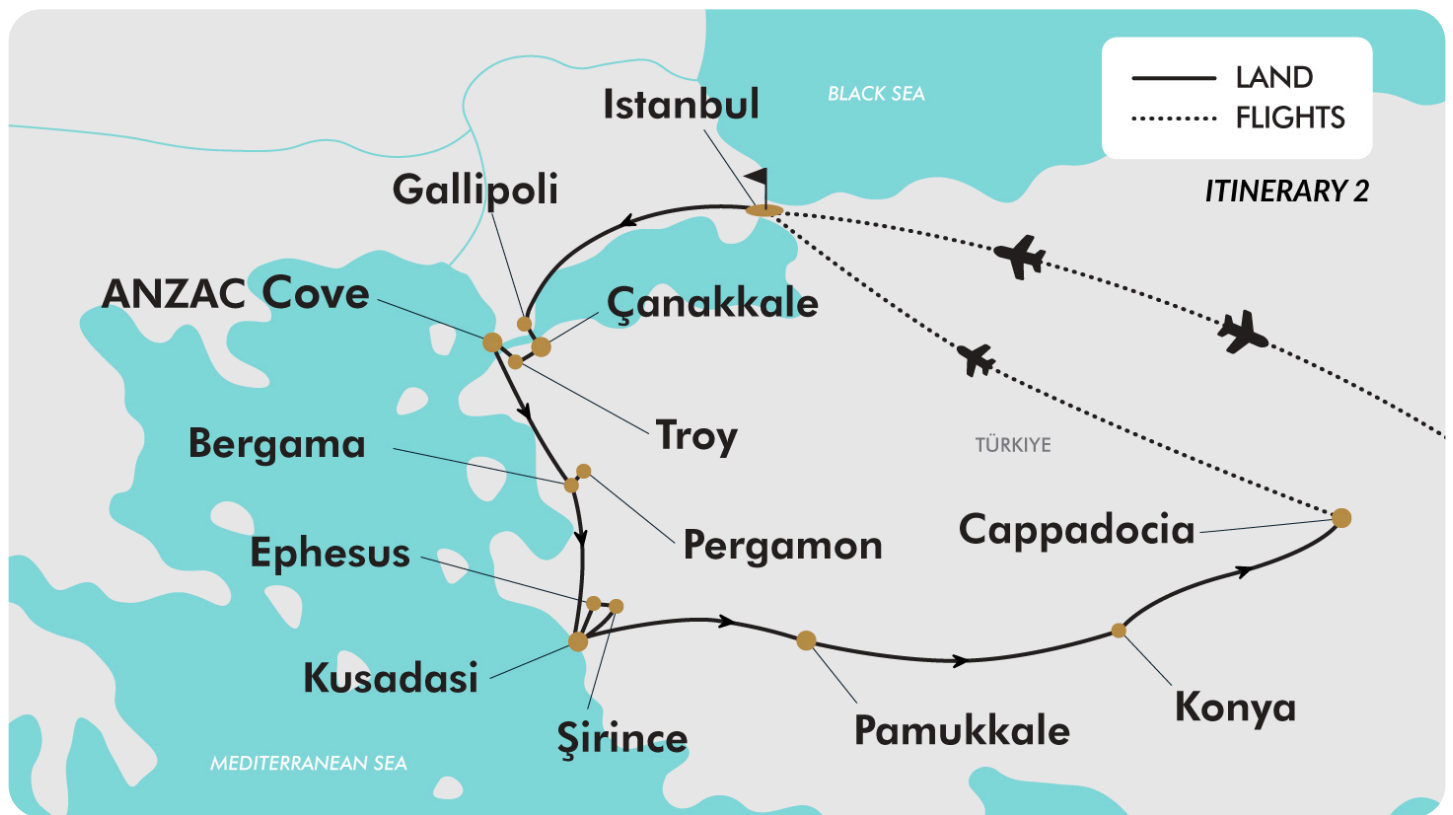 BLACK SEA
LAND
FLIGHTS
ITINERARY 2
Istanbul
Gallipoli
ANZAC Cove
Çanakkale
Troy
Bergama
TÜRKIYE
Cappadocia
Pergamon
Ephesus
Kusadasi
Şirince
Pamukkale
Konya
MEDITERRANEAN SEA